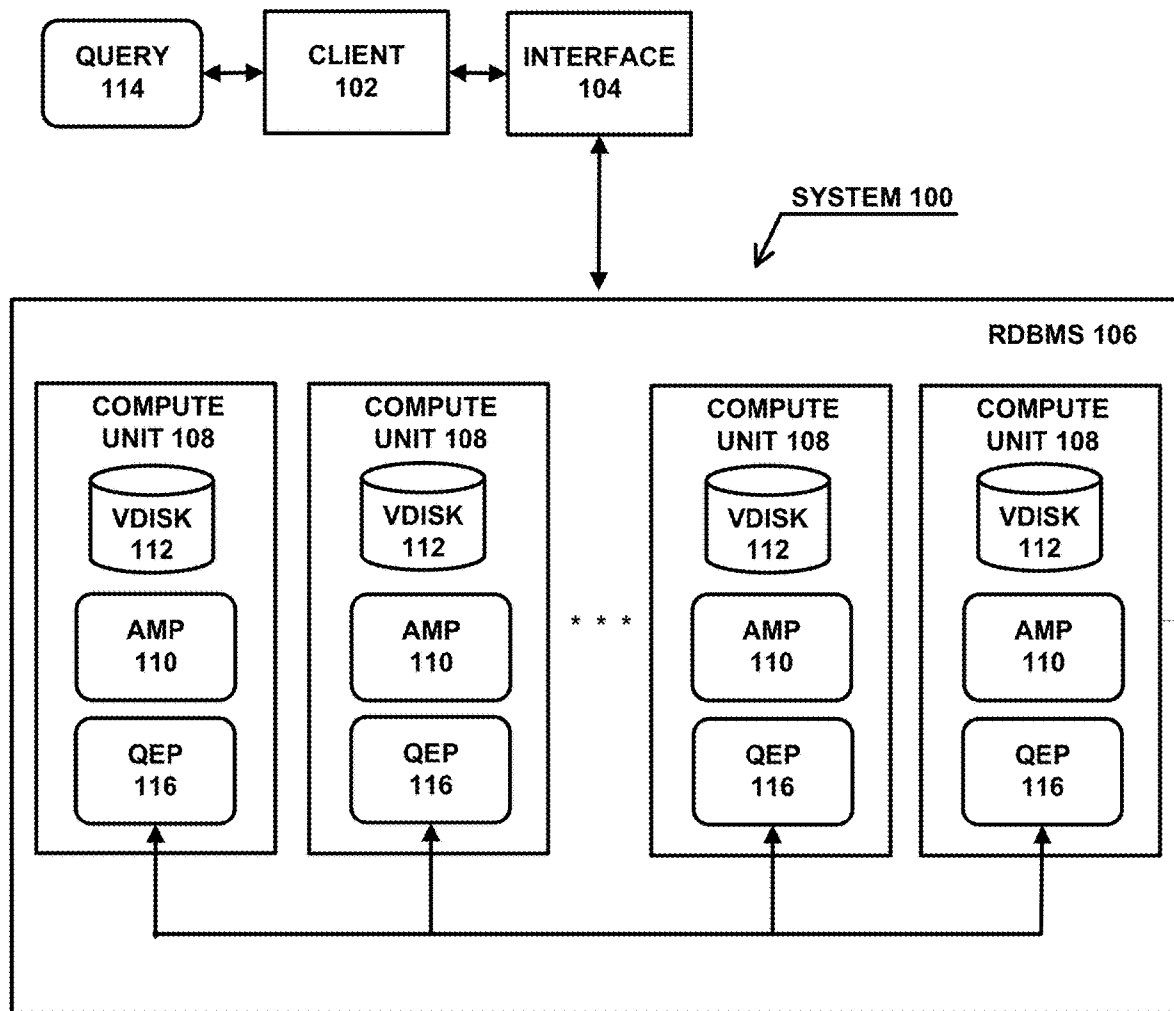 QUERY
114
CLIENT
102
INTERFACE
104
SYSTEM 100
RDBMS 106
COMPUTE
UNIT 108
VDISK
112
AMP
110
QEP
116
COMPUTE
UNIT 108
VDISK
112
AMP
110
QEP
116
* * *
COMPUTE
UNIT 108
VDISK
112
AMP
110
QEP
116
COMPUTE
UNIT 108
VDISK
112
AMP
110
QEP
116